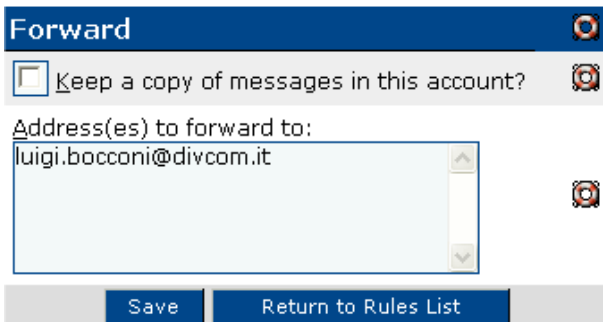 Forward
Keep a copy of messages in this account?
Address(es) to forward to:
luigi.bocconi@divcom.it
Save
Return to Rules List